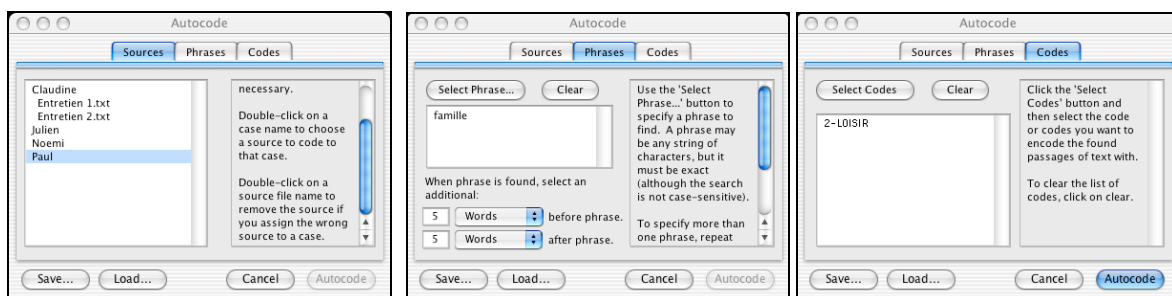 Autocode
Sources Phrases Codes
Claudine
Entretien 1.txt
Entretien 2.txt
Julien
Noemi
Paul
necessary.
Double-click on a
case name to choose
a source to code to
that case.
Double-click on a
source file name to
remove the source if
you assign the wrong
source to a case.
Save... Load... Cancel Autocode
Autocode
Sources Phrases Codes
Select Phrase... Clear
famille
When phrase is found, select an
additional:
5 Words before phrase.
5 Words after phrase.
Use the 'Select
Phrase...' button to
specify a phrase to
find. A phrase may
be any string of
characters, but it
must be exact
(although the search
is not case-sensitive).
To specify more than
one phrase, repeat
Save... Load... Cancel Autocode
Autocode
Sources Phrases Codes
Select Codes Clear
2-LOISIR
Click the 'Select
Codes' button and
then select the code
or codes you want to
encode the found
passages of text with.
To clear the list of
codes, click on clear.
Save... Load... Cancel Autocode